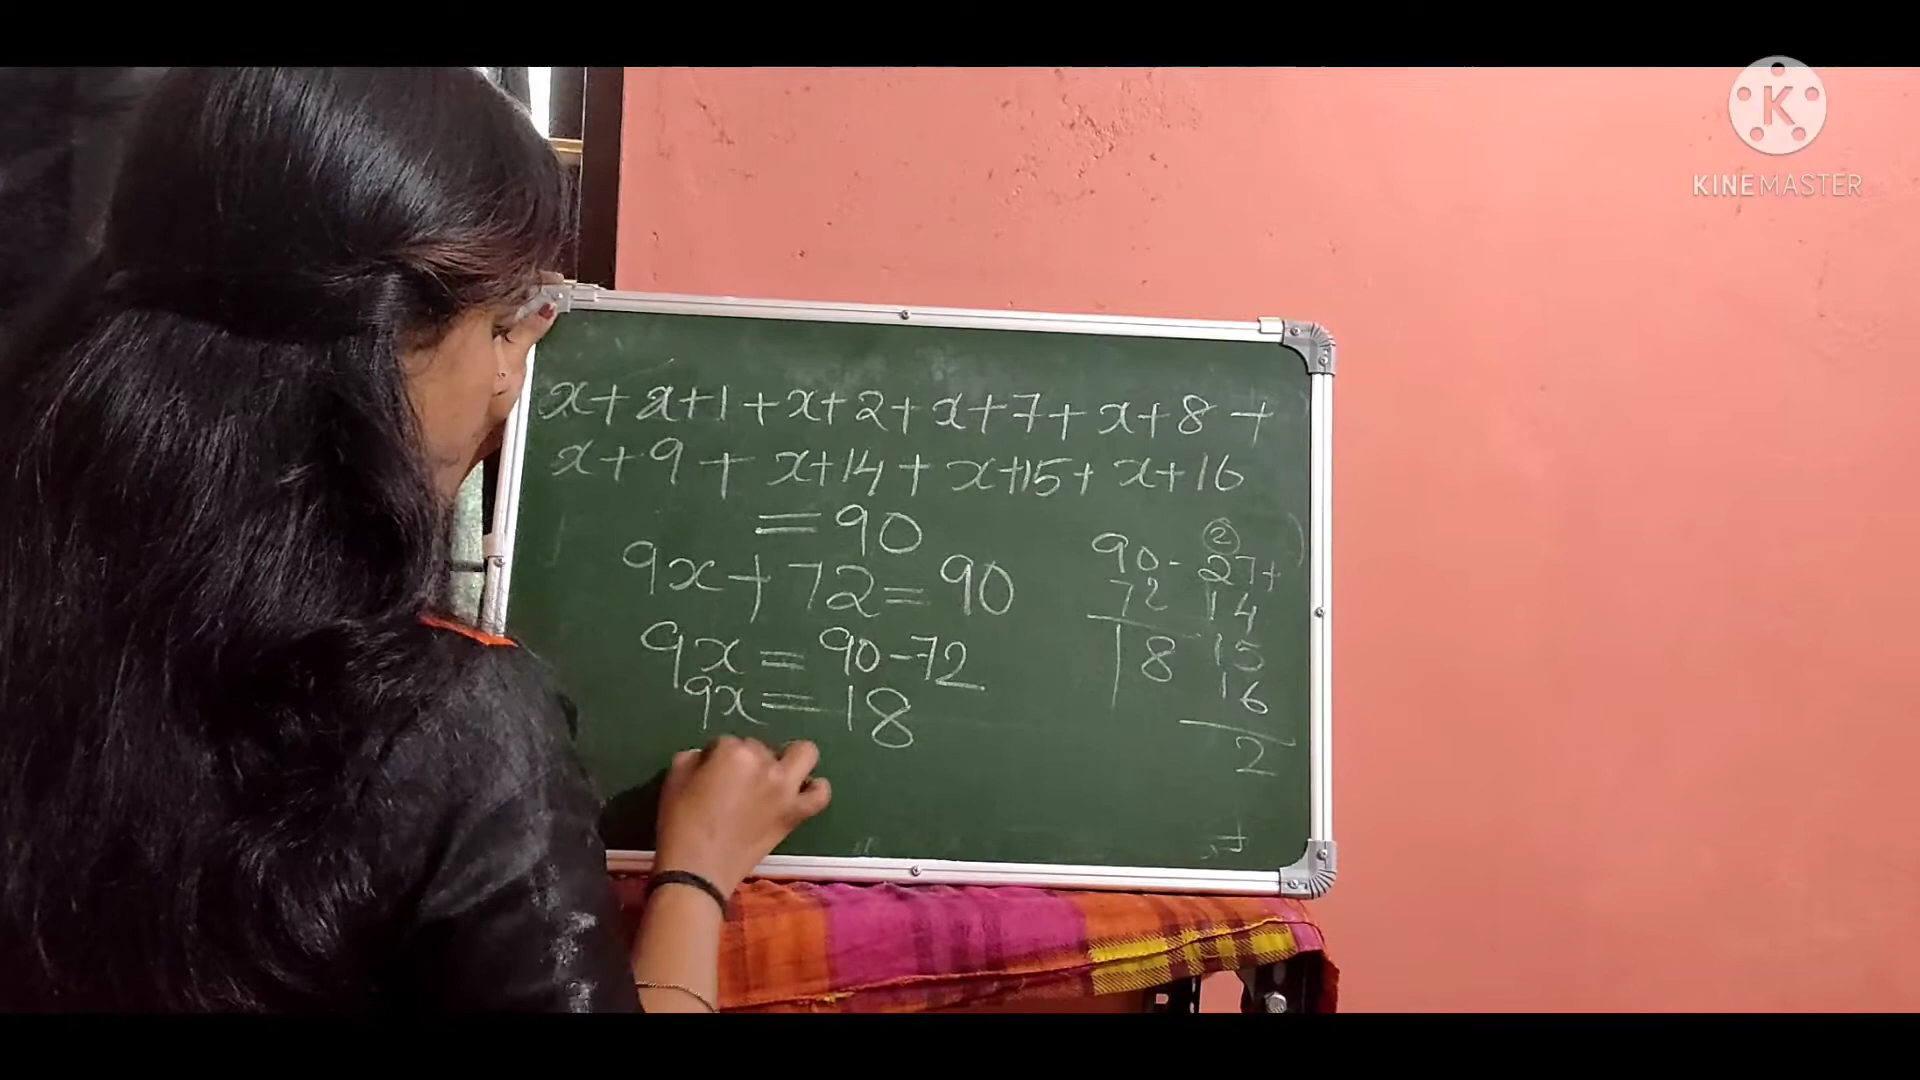 K
KINEMASTER
x+x+1+x+2+x+7+x+8+
x+9+x+14+x+15+x+16
=90
9x+72=90
9x=90-72
9x=18
90-
72
18
2
27+
14
15
16
2